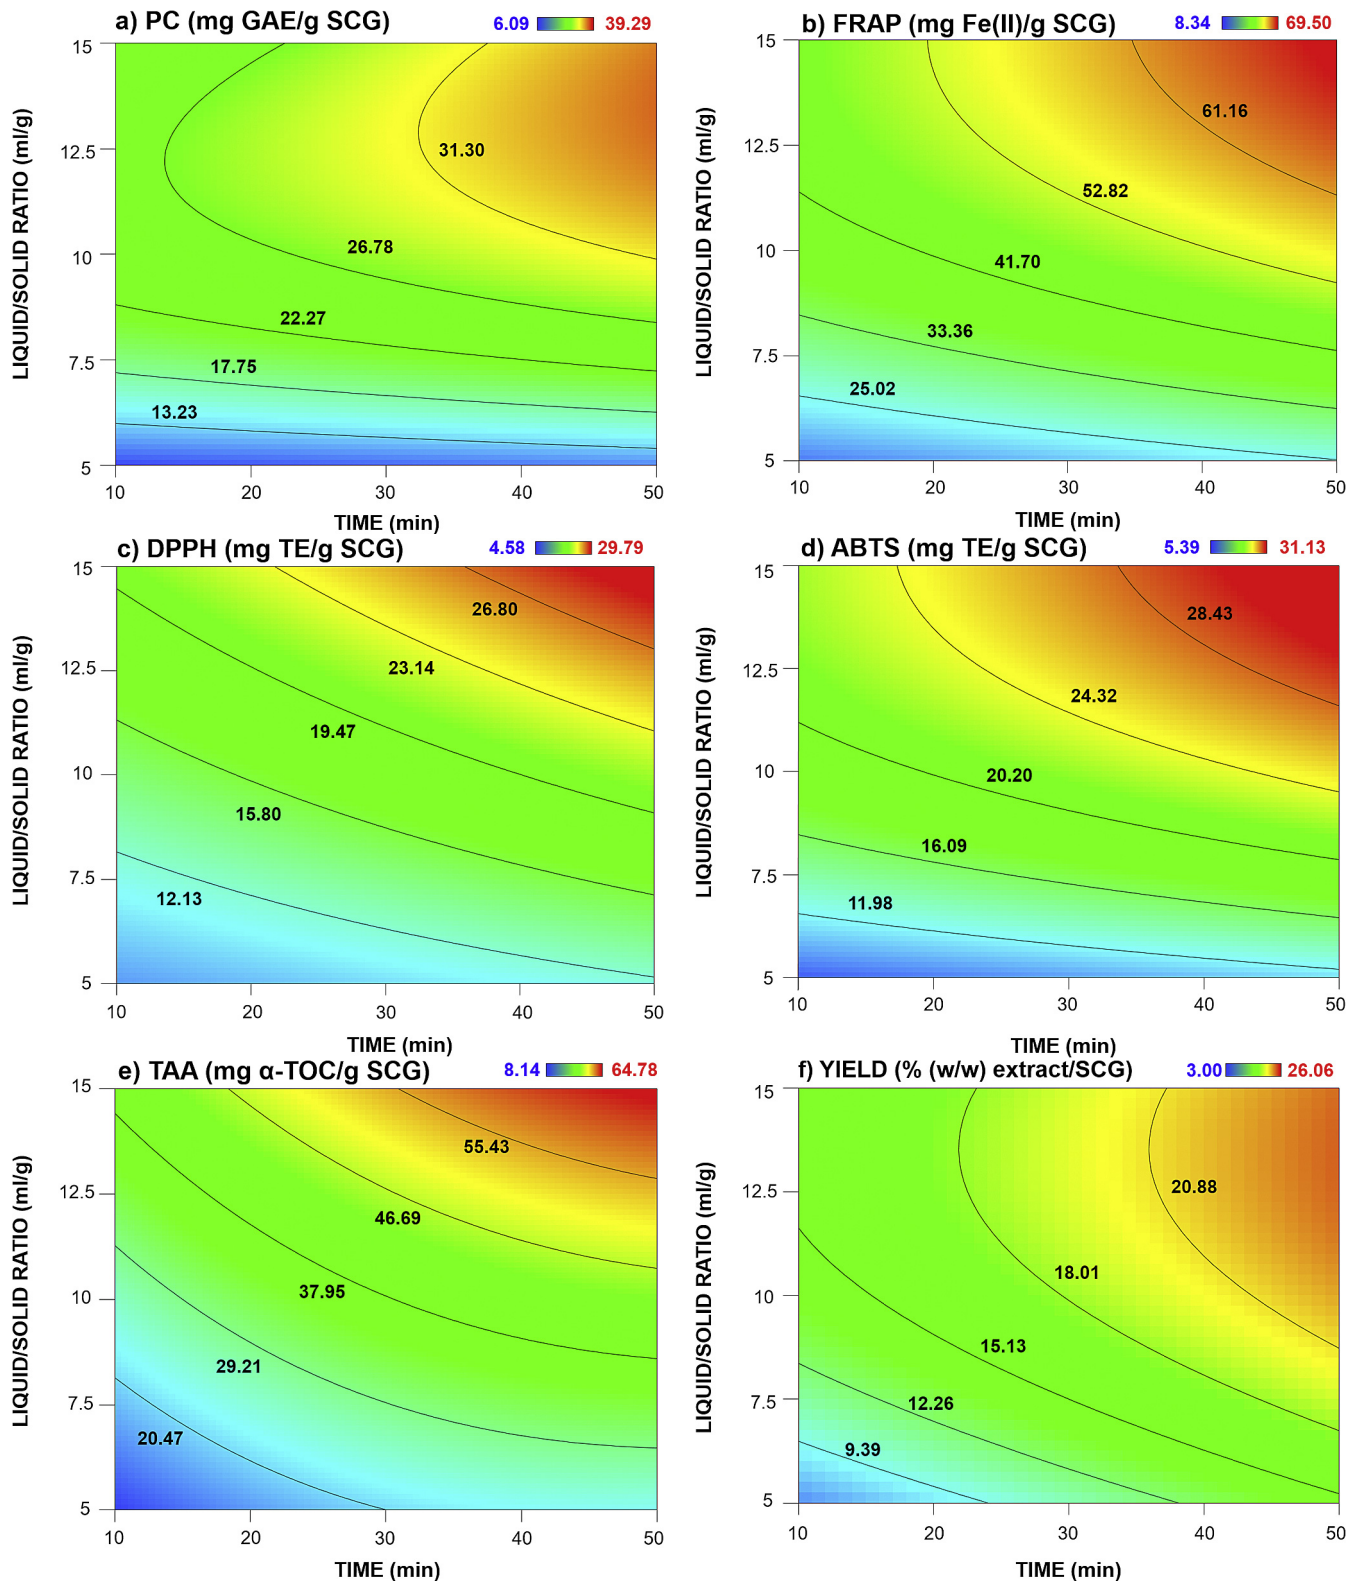 a) PC (mg GAE/g SCG) 6.09 39.29
15
12.5
10
7.5
5
LIQUID/SOLID RATIO (ml/g)
31.30
26.78
22.27
17.75
13.23
10 20 30 40 50
TIME (min)
b) FRAP (mg Fe(II)/g SCG) 8.34 69.50
15
12.5
10
7.5
5
LIQUID/SOLID RATIO (ml/g)
61.16
52.82
41.70
33.36
25.02
10 20 30 40 50
TIME (min)
c) DPPH (mg TE/g SCG) 4.58 29.79
15
12.5
10
7.5
5
LIQUID/SOLID RATIO (ml/g)
26.80
23.14
19.47
15.80
12.13
10 20 30 40 50
TIME (min)
d) ABTS (mg TE/g SCG) 5.39 31.13
15
12.5
10
7.5
5
LIQUID/SOLID RATIO (ml/g)
28.43
24.32
20.20
16.09
11.98
10 20 30 40 50
TIME (min)
e) TAA (mg α-TOC/g SCG) 8.14 64.78
15
12.5
10
7.5
5
LIQUID/SOLID RATIO (ml/g)
55.43
46.69
37.95
29.21
20.47
10 20 30 40 50
TIME (min)
f) YIELD (% (w/w) extract/SCG) 3.00 26.06
15
12.5
10
7.5
5
LIQUID/SOLID RATIO (ml/g)
20.88
18.01
15.13
12.26
9.39
10 20 30 40 50
TIME (min)